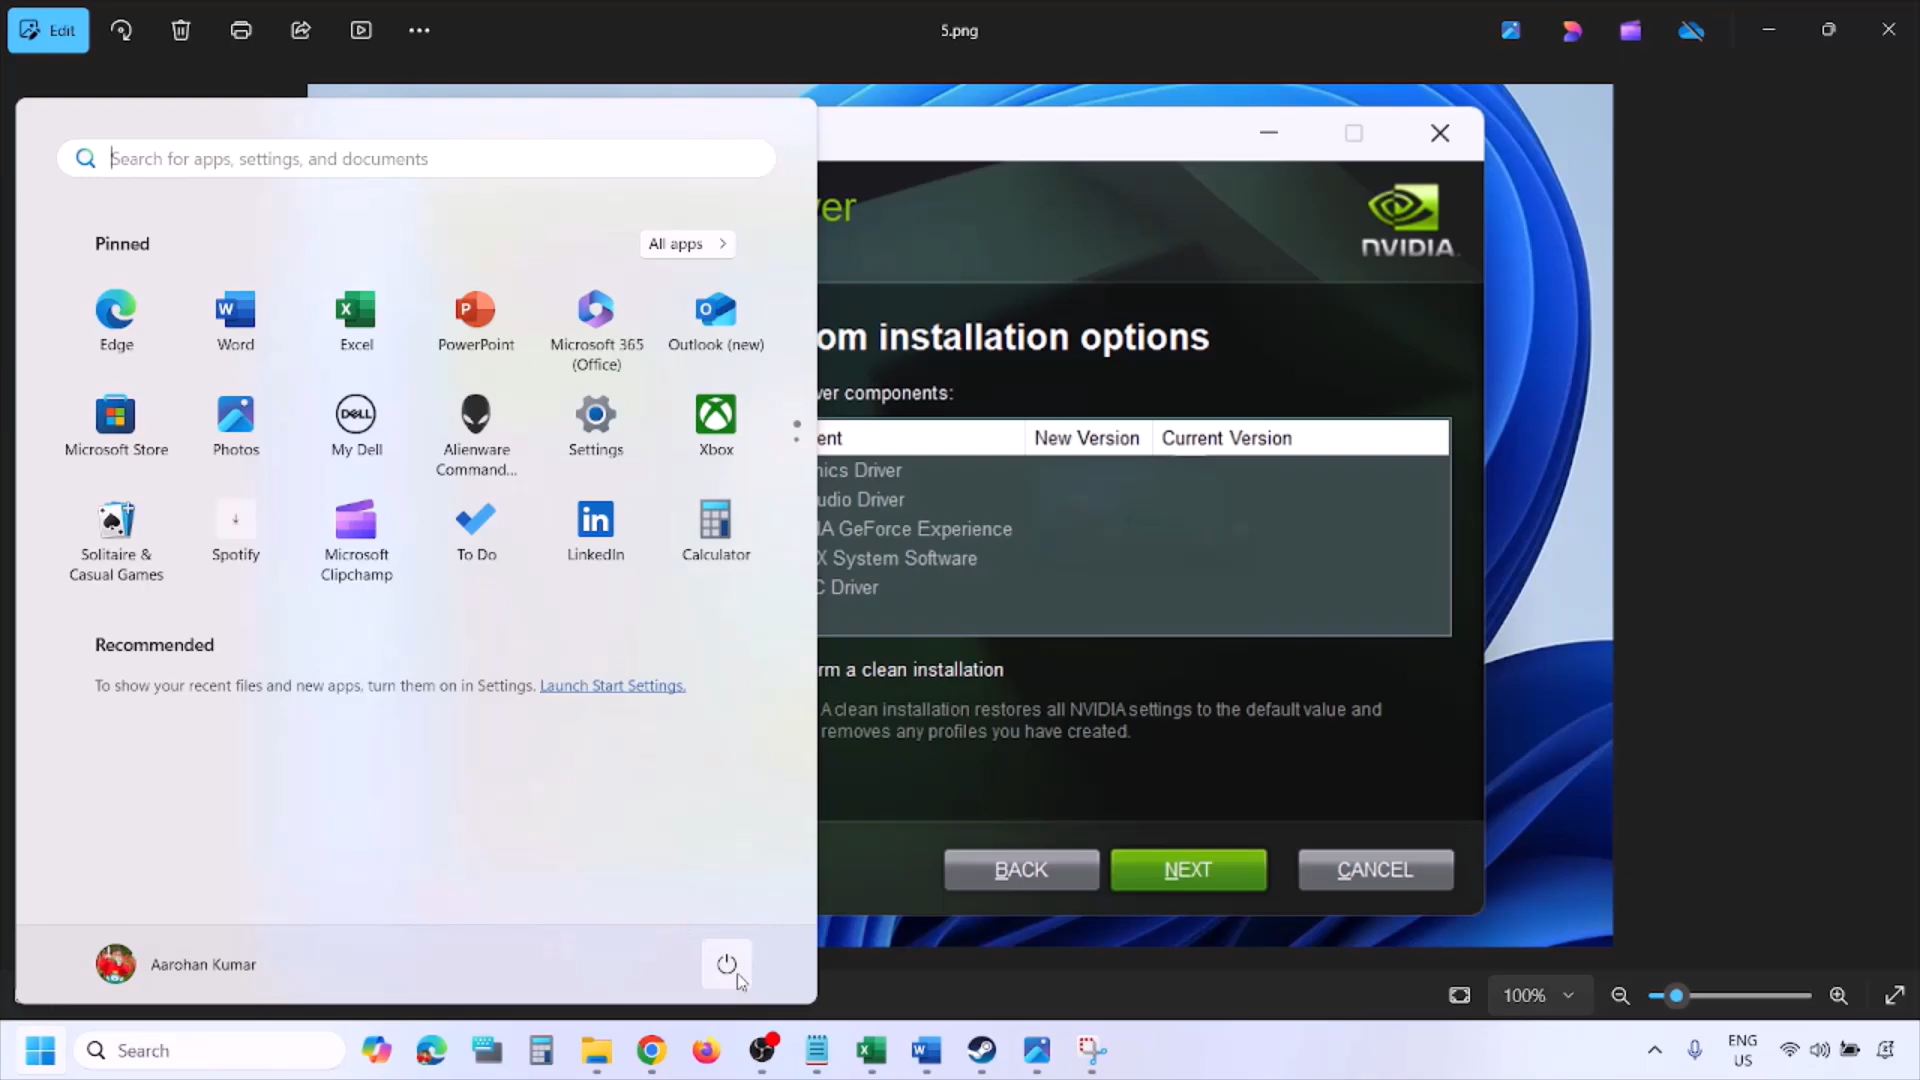 Edit
5.png
Search for apps, settings, and documents
Pinned
All apps
Edge
Word
Excel
PowerPoint
Microsoft 365
(Office)
Outlook (new)
Microsoft Store
Photos
My Dell
Alienware
Command...
Settings
Xbox
Solitaire &
Casual Games
Spotify
Microsoft
Clipchamp
To Do
LinkedIn
Calculator
Recommended
To show your recent files and new apps, turn them on in Settings. Launch Start Settings.
Aarohan Kumar
ver
NVIDIA
om installation options
ver components:
ent
New Version
Current Version
nics Driver
udio Driver
IA GeForce Experience
X System Software
C Driver
rm a clean installation
A clean installation restores all NVIDIA settings to the default value and
removes any profiles you have created.
BACK
NEXT
CANCEL
100%
Search
ENG
US